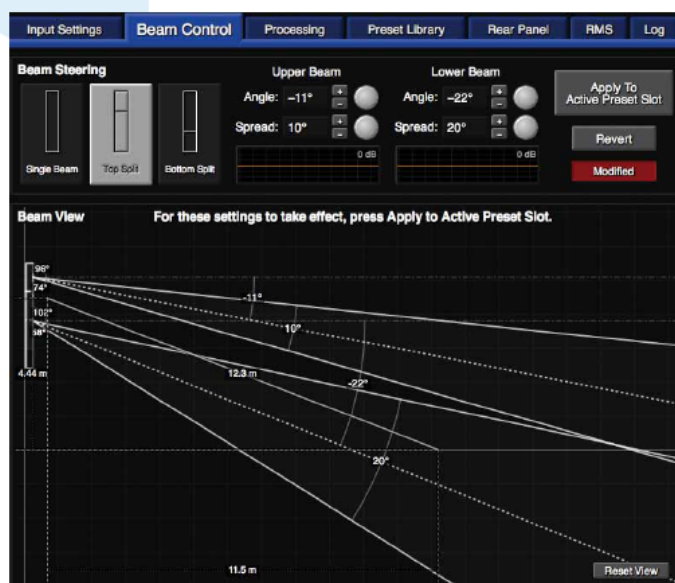 Input Settings
Beam Control
Processing
Preset Library
Rear Panel
RMS
Log
Beam Steering
Single Beam
Top Split
Bottom Split
Upper Beam
Angle: -11° + -
Spread: 10° + -
0 dB
Lower Beam
Angle: -22° + -
Spread: 20° + -
0 dB
Apply To
Active Preset Slot
Revert
Modified
Beam View
For these settings to take effect, press Apply to Active Preset Slot.
74°
102°
-11°
10°
4.44 m
12.3 m
-22°
20°
11.5 m
Reset View